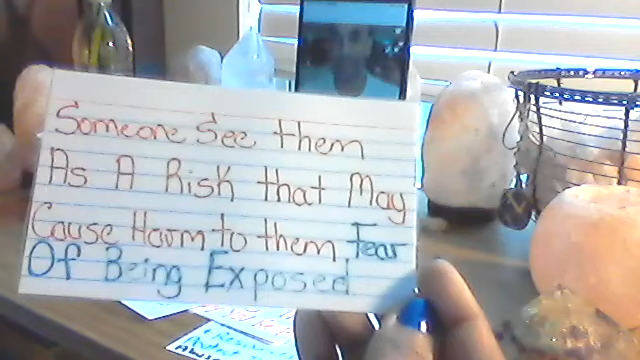 Someone See them
As A Risk that May
Cause Harm to them Fear
Of Being Exposed